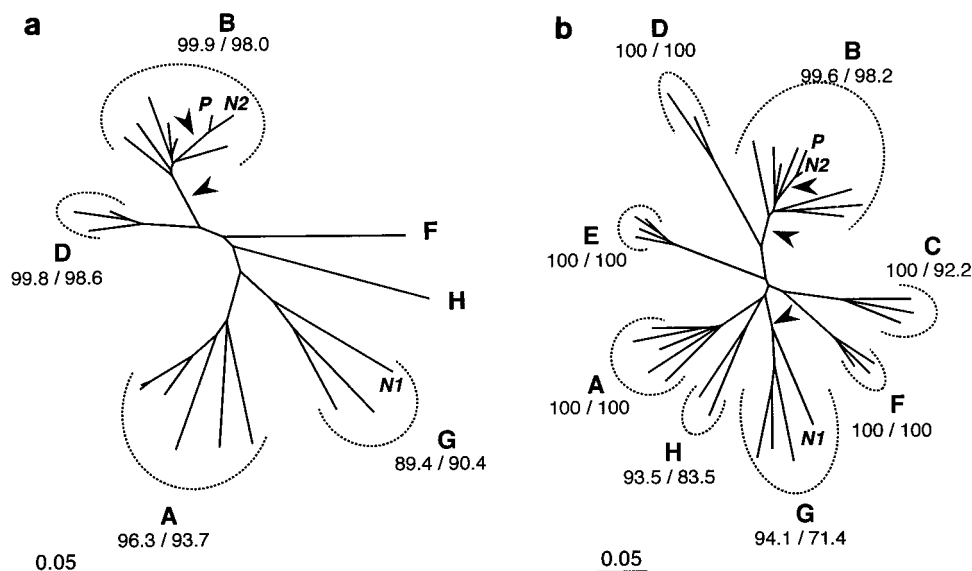 a
B
99.9 / 98.0
P N2
D
99.8 / 98.6
F
H
N1
G
89.4 / 90.4
A
96.3 / 93.7
0.05
b
D
100 / 100
B
99.6 / 98.2
P
N2
E
100 / 100
C
100 / 92.2
A
100 / 100
F
100 / 100
H
93.5 / 83.5
N1
G
94.1 / 71.4
0.05